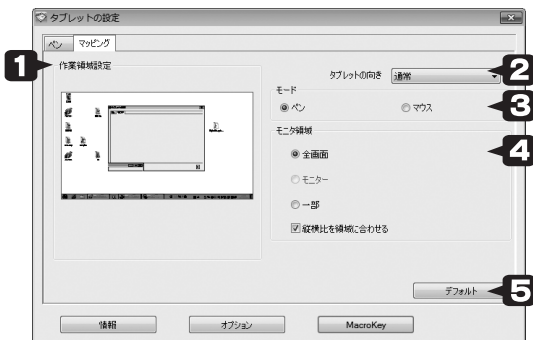 タブレットの設定
ペン マッピング
1 作業領域設定
タブレットの向き 通常 2
モード
ペン マウス 3
モニタ領域
全画面 4
モニター
一部
縦横比を領域に合わせる
デフォルト 5
情報 オプション MacroKey